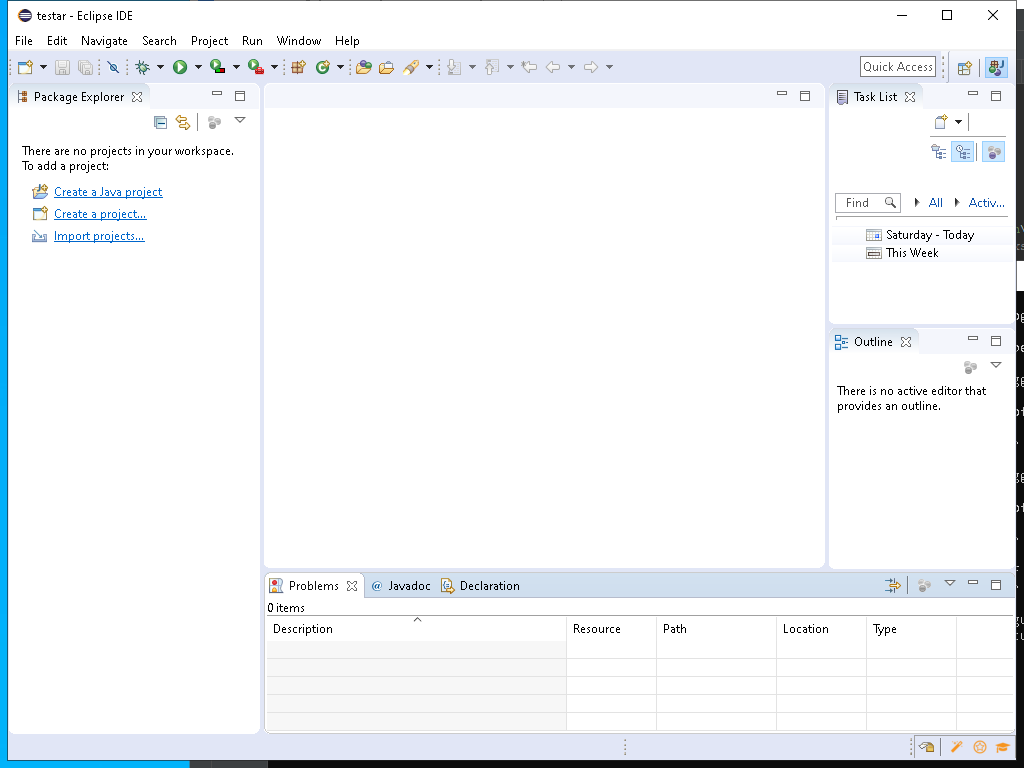 testar - Eclipse IDE
File Edit Navigate Search Project Run Window Help
Quick Access
Package Explorer
There are no projects in your workspace.
To add a project:
Create a Java project
Create a project...
Import projects...
Task List
Find All Activ...
Saturday - Today
This Week
Outline
There is no active editor that
provides an outline.
Problems @ Javadoc Declaration
0 items
Description Resource Path Location Type